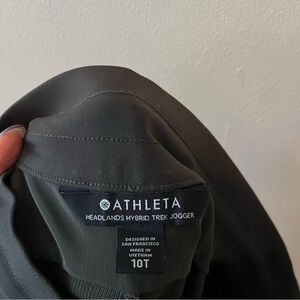 ATHLETA
HEADLANDS HYBRID TREK JOGGER
DESIGNED IN
SAN FRANCISCO
MADE IN
VIETNAM
10T